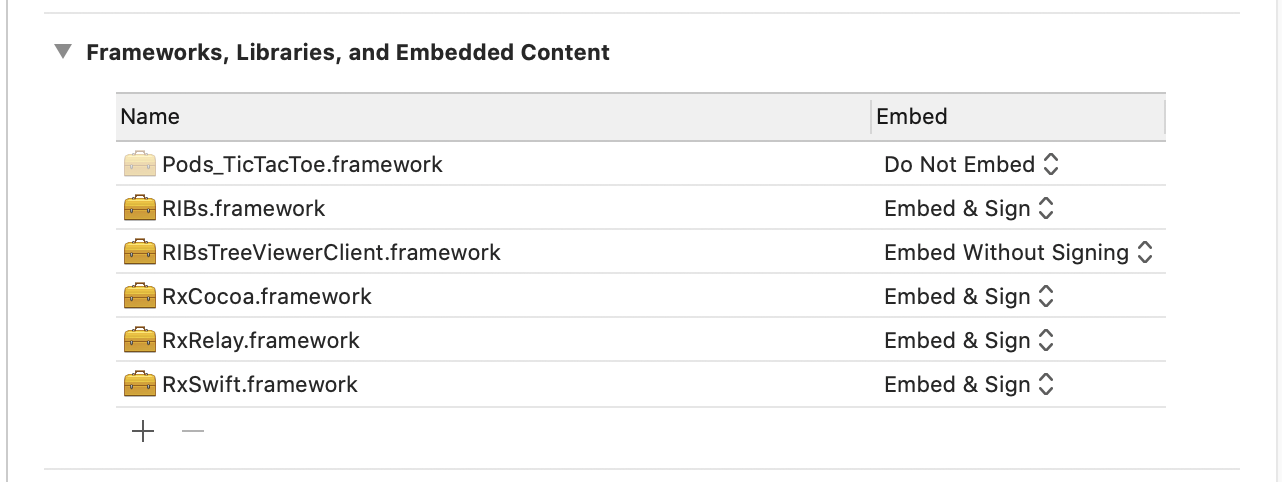 Frameworks, Libraries, and Embedded Content
Name Embed
Pods_TicTacToe.framework Do Not Embed
RIBs.framework Embed & Sign
RIBsTreeViewerClient.framework Embed Without Signing
RxCocoa.framework Embed & Sign
RxRelay.framework Embed & Sign
RxSwift.framework Embed & Sign